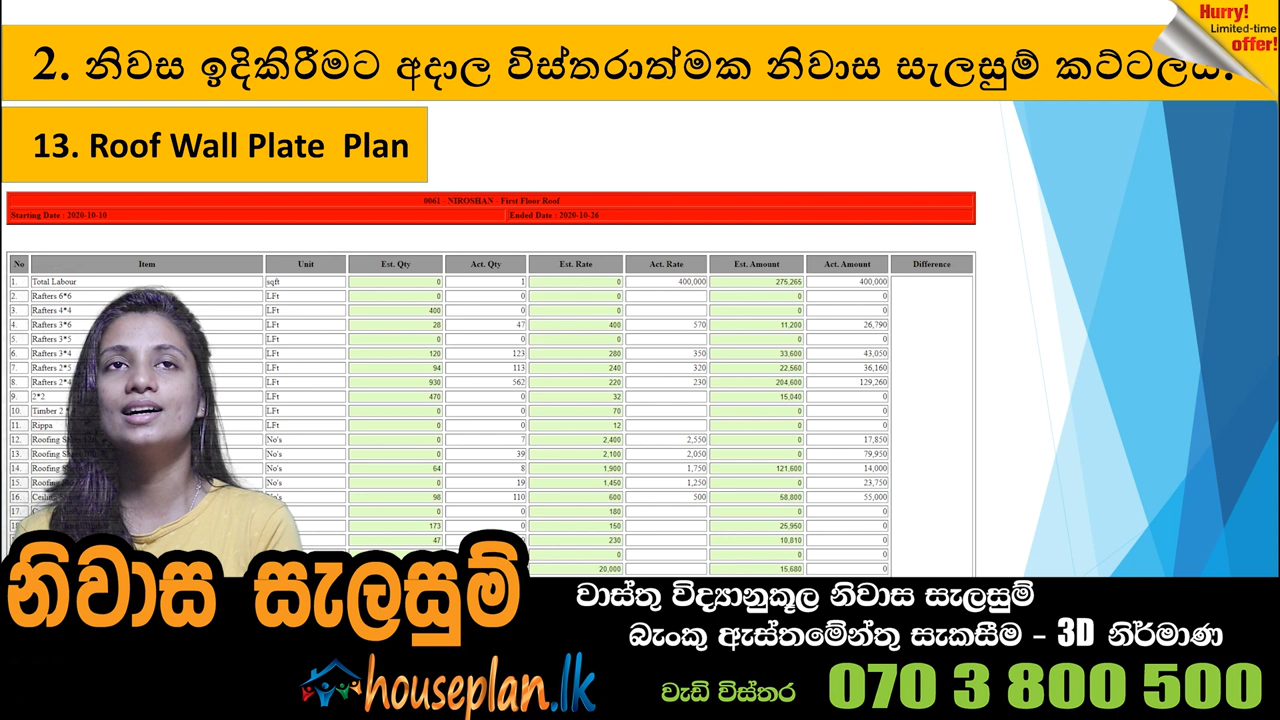 Hurry!
Limited-time
offer!
2. නිවස ඉදිකිරීමට අදාල විස්තරාත්මක නිවාස සැලසුම් කට්ටලය.
13. Roof Wall Plate Plan
0061 - NIROSHAN - First Floor Roof
Starting Date : 2020-10-10 Ended Date : 2020-10-26
No Item Unit Est. Qty Act. Qty Est. Rate Act. Rate Est. Amount Act. Amount Difference
1. Total Labour sqft 0 1 0 400,000 275,265 400,000
2. Rafters 6*6 LFt 0 0 0 0
3. Rafters 4*4 LFt 400 0 0 0
4. Rafters 3*6 LFt 28 47 400 570 11,200 26,790
5. Rafters 3*5 LFt 0 0 0 0
6. Rafters 3*4 LFt 120 123 280 350 33,600 43,050
7. Rafters 2*5 LFt 94 113 240 320 22,560 36,160
8. Rafters 2*4 LFt 930 562 220 230 204,600 129,260
9. 2*2 LFt 470 0 32 15,040 0
10. Timber 2 LFt 0 0 70 0 0
11. Rippa LFt 0 0 12 0 0
12. Roofing No's 0 7 2,400 2,550 0 17,850
13. Roofing No's 0 39 2,100 2,050 0 79,950
14. Roofing No's 64 8 1,900 1,750 121,600 14,000
15. Roofing No's 0 19 1,450 1,250 0 23,750
16. Ceiling 98 110 600 500 58,800 55,000
17. 0 0 180 0 0
173 0 150 25,950 0
47 0 230 10,810 0
0 0 0
20,000 15,680 0
නිවාස සැලසුම්
වාස්තු විද්‍යානුකූල නිවාස සැලසුම්
බැංකු ඇස්තමේන්තු සැකසීම - 3D නිර්මාණ
houseplan.lk
වැඩි විස්තර 070 3 800 500